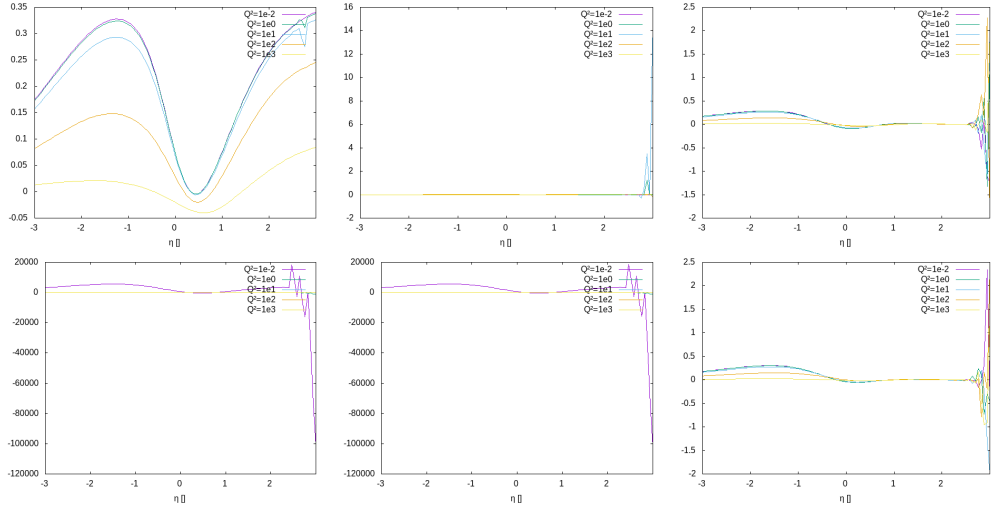 0.35
0.3
0.25
0.2
0.15
0.1
0.05
0
-0.05
-3 -2 -1 0 1 2 3
η []
Q²=1e-2
Q²=1e0
Q²=1e1
Q²=1e2
Q²=1e3
16
14
12
10
8
6
4
2
0
-2
-3 -2 -1 0 1 2 3
η []
Q²=1e-2
Q²=1e0
Q²=1e1
Q²=1e2
Q²=1e3
2.5
2
1.5
1
0.5
0
-0.5
-1
-1.5
-2
-3 -2 -1 0 1 2 3
η []
Q²=1e-2
Q²=1e0
Q²=1e1
Q²=1e2
Q²=1e3
20000
0
-20000
-40000
-60000
-80000
-100000
-120000
-3 -2 -1 0 1 2 3
η []
Q²=1e-2
Q²=1e0
Q²=1e1
Q²=1e2
Q²=1e3
20000
0
-20000
-40000
-60000
-80000
-100000
-120000
-3 -2 -1 0 1 2 3
η []
Q²=1e-2
Q²=1e0
Q²=1e1
Q²=1e2
Q²=1e3
2.5
2
1.5
1
0.5
0
-0.5
-1
-1.5
-2
-3 -2 -1 0 1 2 3
η []
Q²=1e-2
Q²=1e0
Q²=1e1
Q²=1e2
Q²=1e3